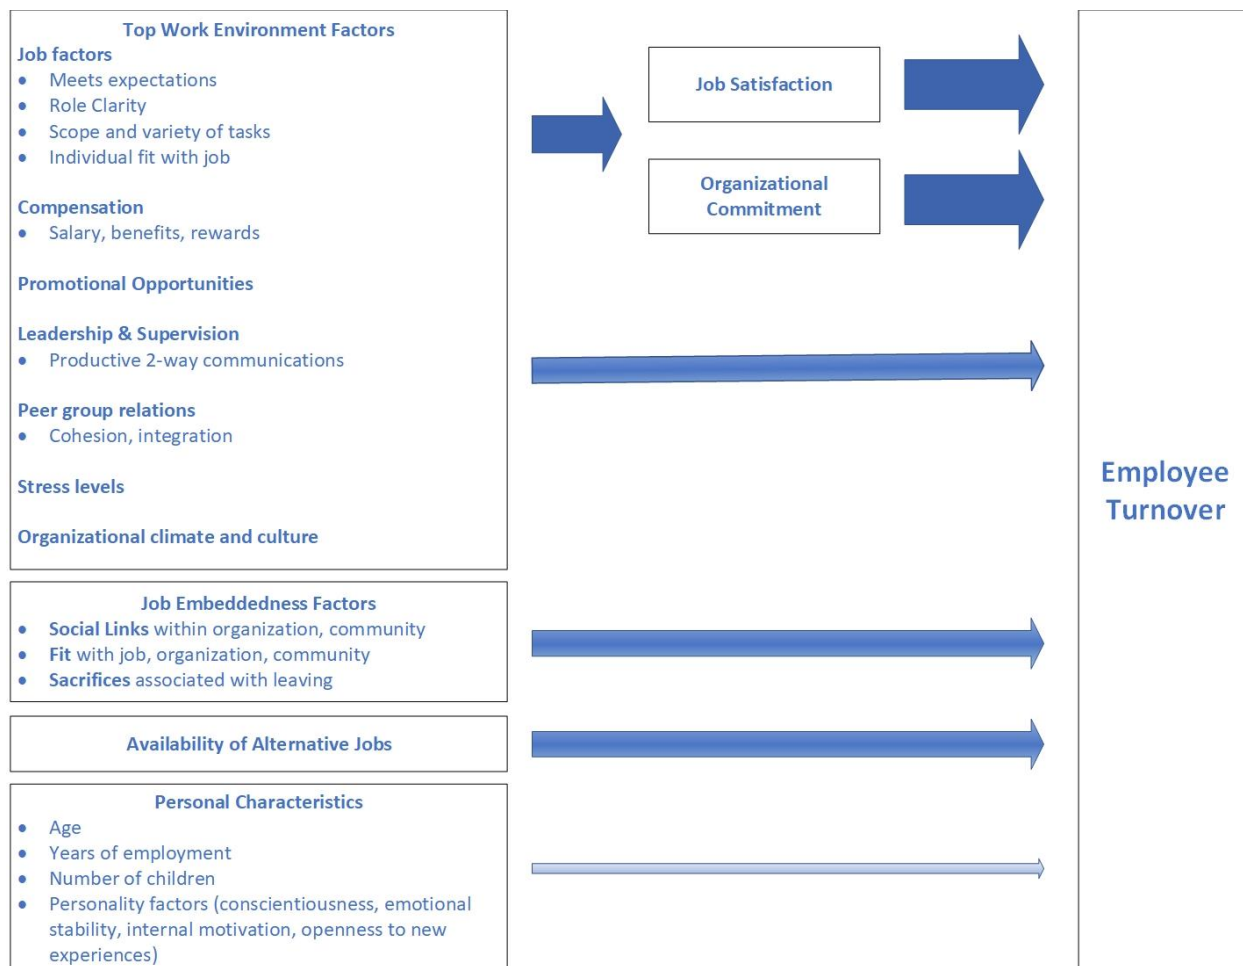 Top Work Environment Factors
Job factors
• Meets expectations
• Role Clarity
• Scope and variety of tasks
• Individual fit with job
Compensation
• Salary, benefits, rewards
Promotional Opportunities
Leadership & Supervision
• Productive 2-way communications
Peer group relations
• Cohesion, integration
Stress levels
Organizational climate and culture
Job Satisfaction
Organizational
Commitment
Job Embeddedness Factors
• Social Links within organization, community
• Fit with job, organization, community
• Sacrifices associated with leaving
Availability of Alternative Jobs
Personal Characteristics
• Age
• Years of employment
• Number of children
• Personality factors (conscientiousness, emotional
stability, internal motivation, openness to new
experiences)
Employee
Turnover